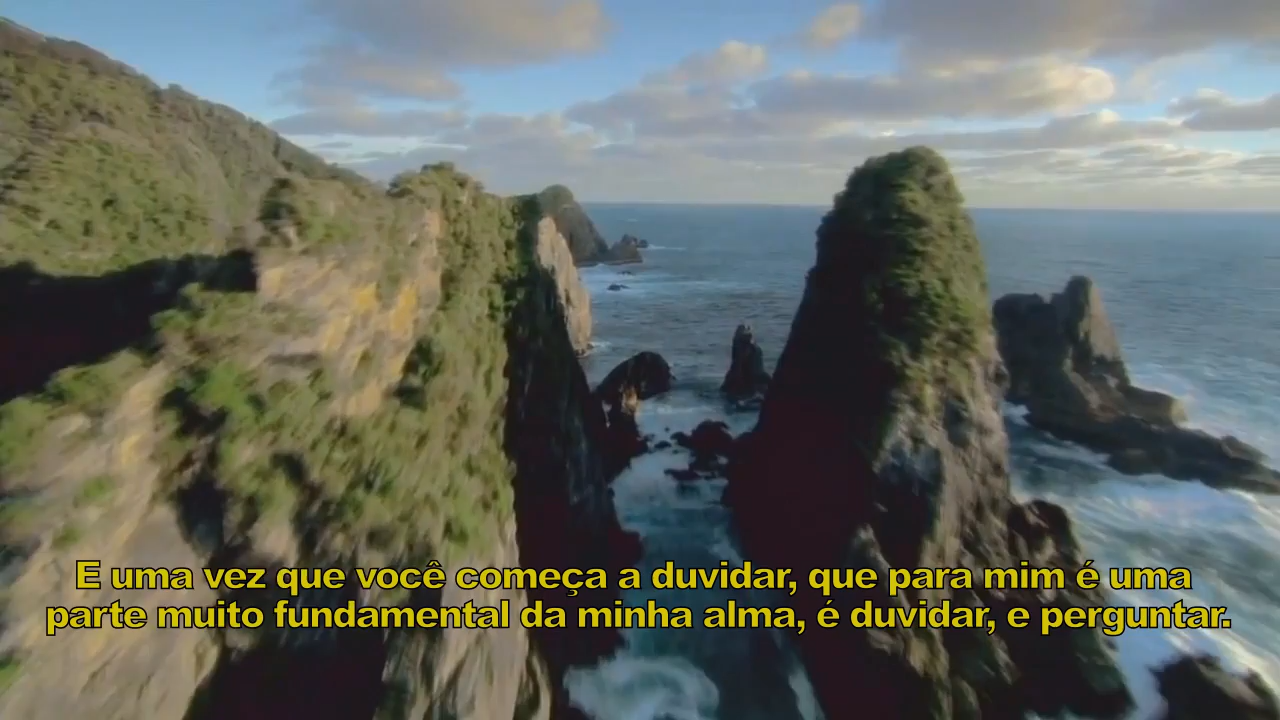 E uma vez que você começa a duvidar, que para mim é uma
parte muito fundamental da minha alma, é duvidar, e perguntar.